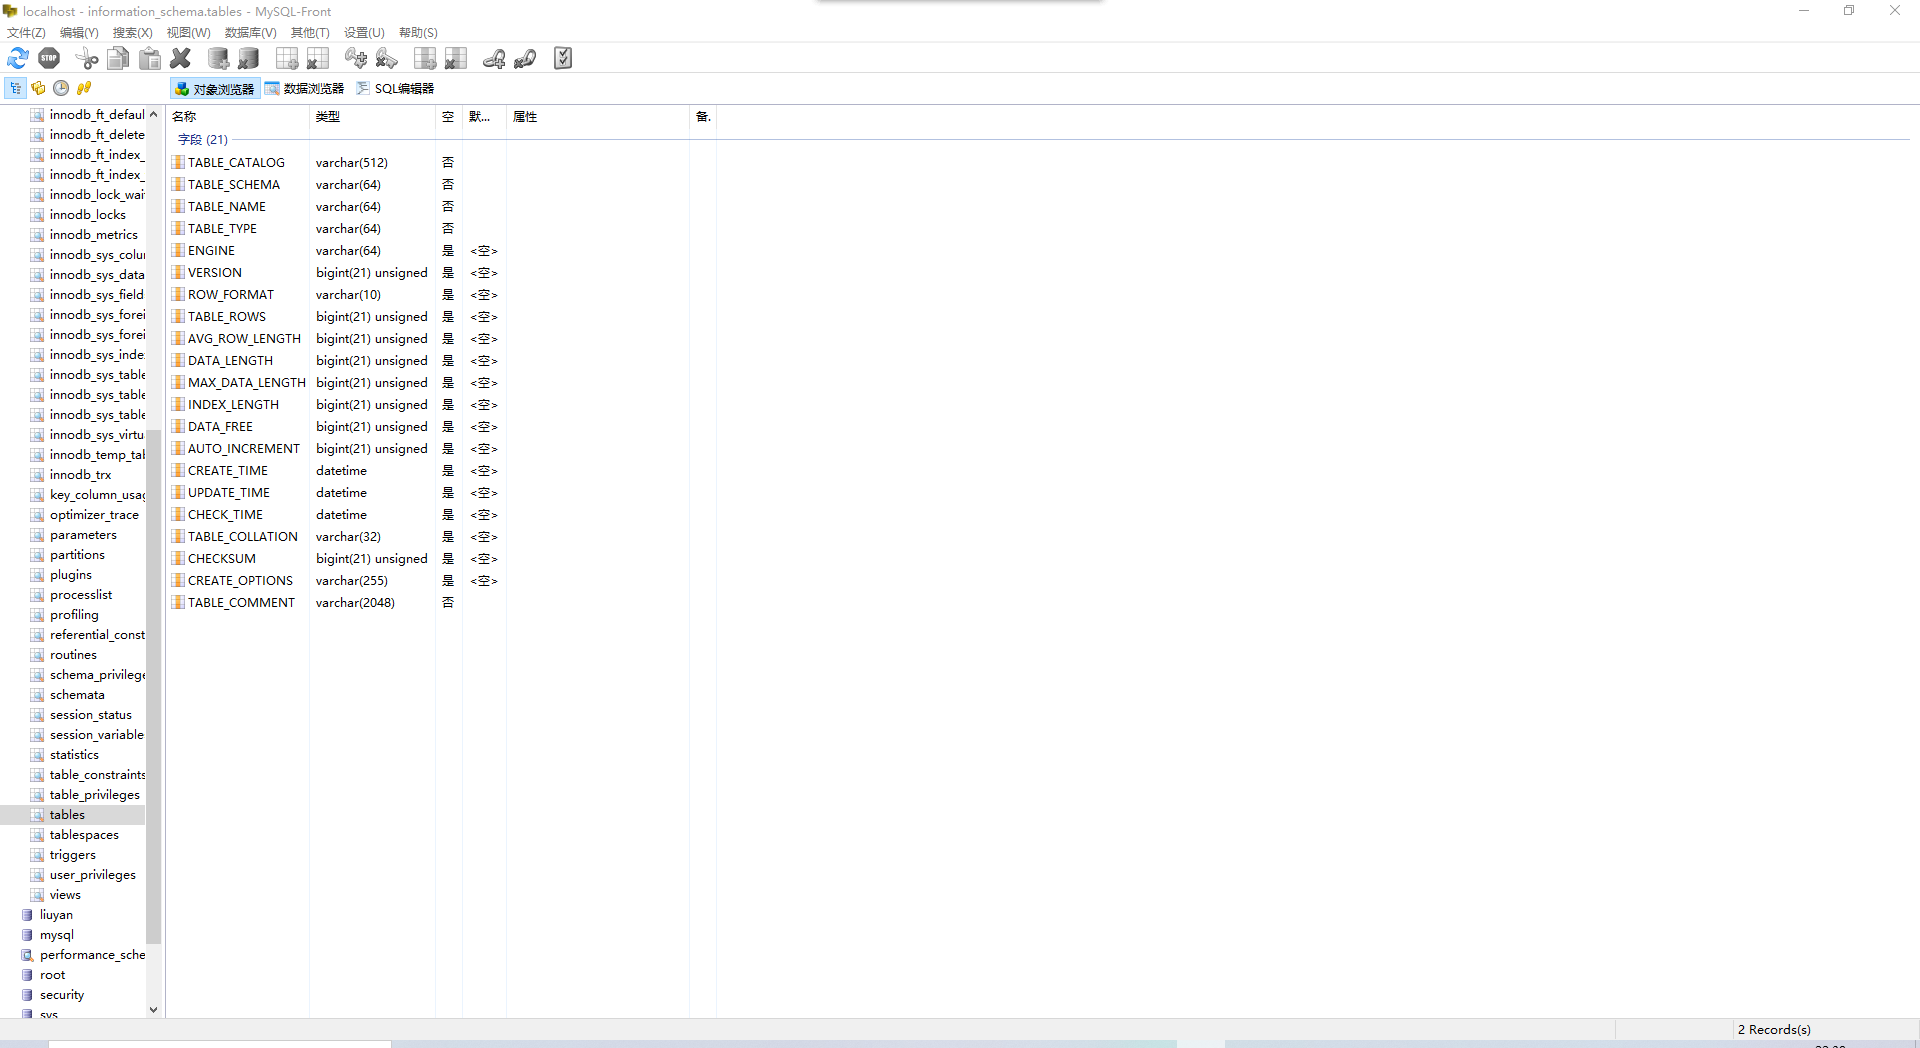 localhost - information_schema.tables - MySQL-Front
文件(Z) 编辑(Y) 搜索(X) 视图(W) 数据库(V) 其他(T) 设置(U) 帮助(S)
STOP
对象浏览器 数据浏览器 SQL编辑器
innodb_ft_defaul
innodb_ft_delete
innodb_ft_index_
innodb_ft_index_
innodb_lock_wai
innodb_locks
innodb_metrics
innodb_sys_colu
innodb_sys_data
innodb_sys_field
innodb_sys_forei
innodb_sys_forei
innodb_sys_inde
innodb_sys_table
innodb_sys_table
innodb_sys_table
innodb_sys_virtu
innodb_temp_tab
innodb_trx
key_column_usag
optimizer_trace
parameters
partitions
plugins
processlist
profiling
referential_const
routines
schema_privilege
schemata
session_status
session_variable
statistics
table_constraints
table_privileges
tables
tablespaces
triggers
user_privileges
views
liuyan
mysql
performance_sche
root
security
sys
名称 类型 空 默... 属性 备.
字段 (21)
TABLE_CATALOG varchar(512) 否
TABLE_SCHEMA varchar(64) 否
TABLE_NAME varchar(64) 否
TABLE_TYPE varchar(64) 否
ENGINE varchar(64) 是 <空>
VERSION bigint(21) unsigned 是 <空>
ROW_FORMAT varchar(10) 是 <空>
TABLE_ROWS bigint(21) unsigned 是 <空>
AVG_ROW_LENGTH bigint(21) unsigned 是 <空>
DATA_LENGTH bigint(21) unsigned 是 <空>
MAX_DATA_LENGTH bigint(21) unsigned 是 <空>
INDEX_LENGTH bigint(21) unsigned 是 <空>
DATA_FREE bigint(21) unsigned 是 <空>
AUTO_INCREMENT bigint(21) unsigned 是 <空>
CREATE_TIME datetime 是 <空>
UPDATE_TIME datetime 是 <空>
CHECK_TIME datetime 是 <空>
TABLE_COLLATION varchar(32) 是 <空>
CHECKSUM bigint(21) unsigned 是 <空>
CREATE_OPTIONS varchar(255) 是 <空>
TABLE_COMMENT varchar(2048) 否
2 Records(s)